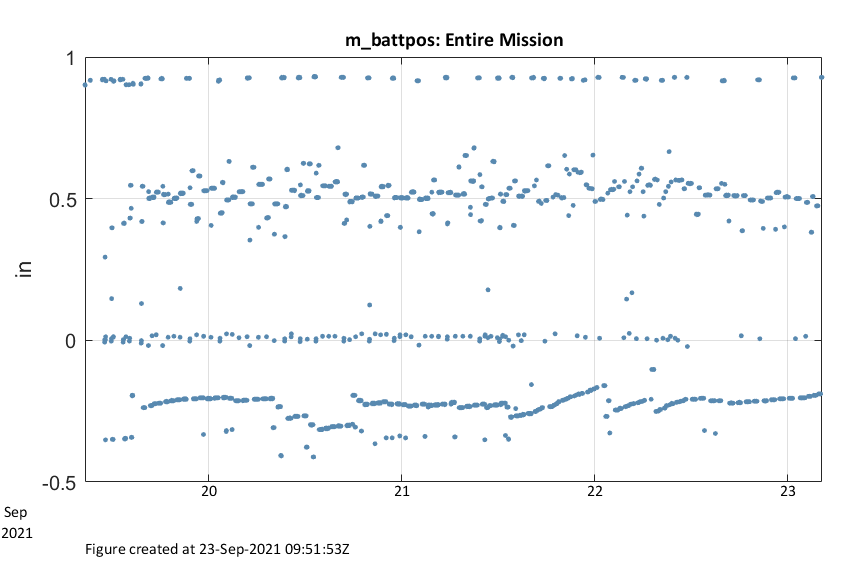 m_battpos: Entire Mission
1
0.5
in
0
-0.5
20 21 22 23
Sep
2021
Figure created at 23-Sep-2021 09:51:53Z